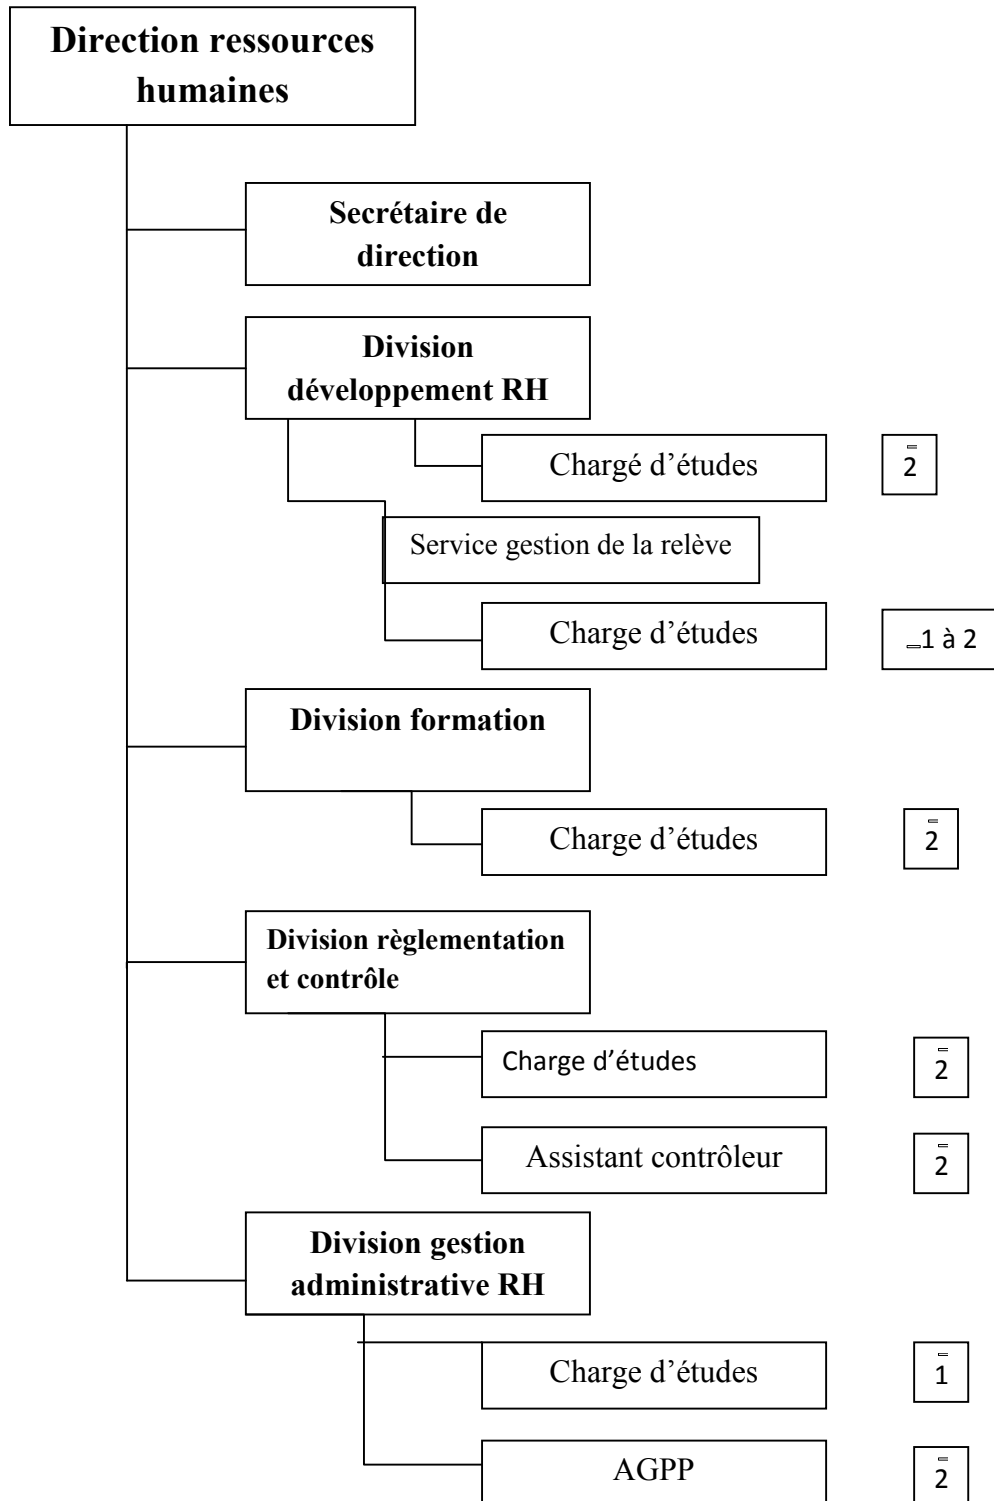 Direction ressources
humaines
Secrétaire de
direction
Division
développement RH
Chargé d'études
2
Service gestion de la relève
Charge d'études
1 à 2
Division formation
Charge d'études
2
Division règlementation
et contrôle
Charge d'études
2
Assistant contrôleur
2
Division gestion
administrative RH
Charge d'études
1
AGPP
2